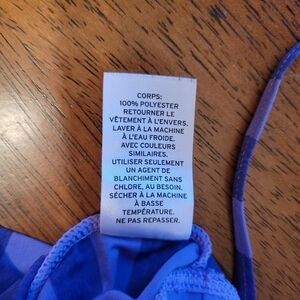 CORPS:
100% POLYESTER
RETOURNER LE
VÊTEMENT À L'ENVERS.
LAVER À LA MACHINE
À L'EAU FROIDE.
AVEC COULEURS
SIMILAIRES.
UTILISER SEULEMENT
UN AGENT DE
BLANCHIMENT SANS
CHLORE, AU BESOIN.
SÉCHER À LA MACHINE
À BASSE
TEMPÉRATURE.
NE PAS REPASSER.